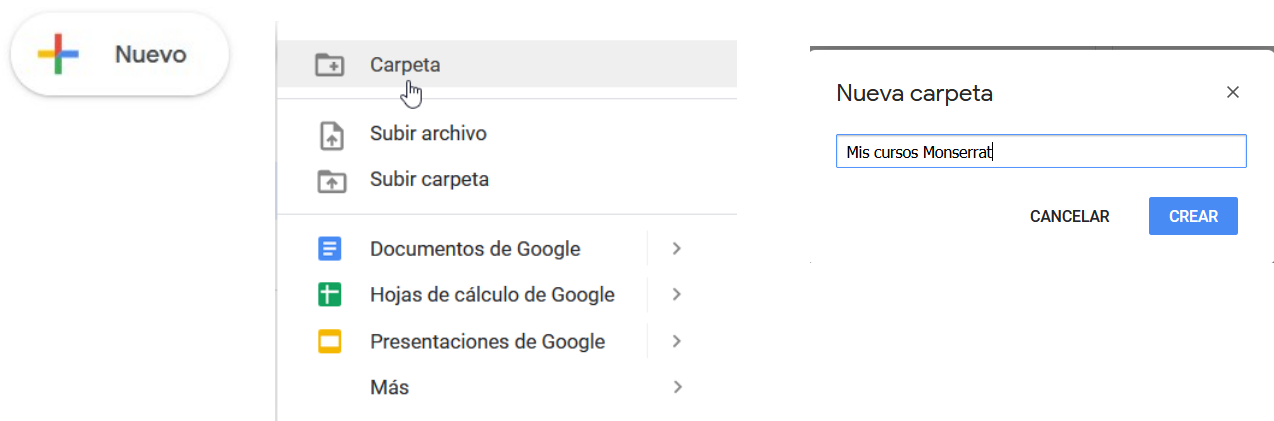 Nuevo
Carpeta
Subir archivo
Subir carpeta
Documentos de Google
Hojas de cálculo de Google
Presentaciones de Google
Más
Nueva carpeta
Mis cursos Monserrat
CANCELAR
CREAR